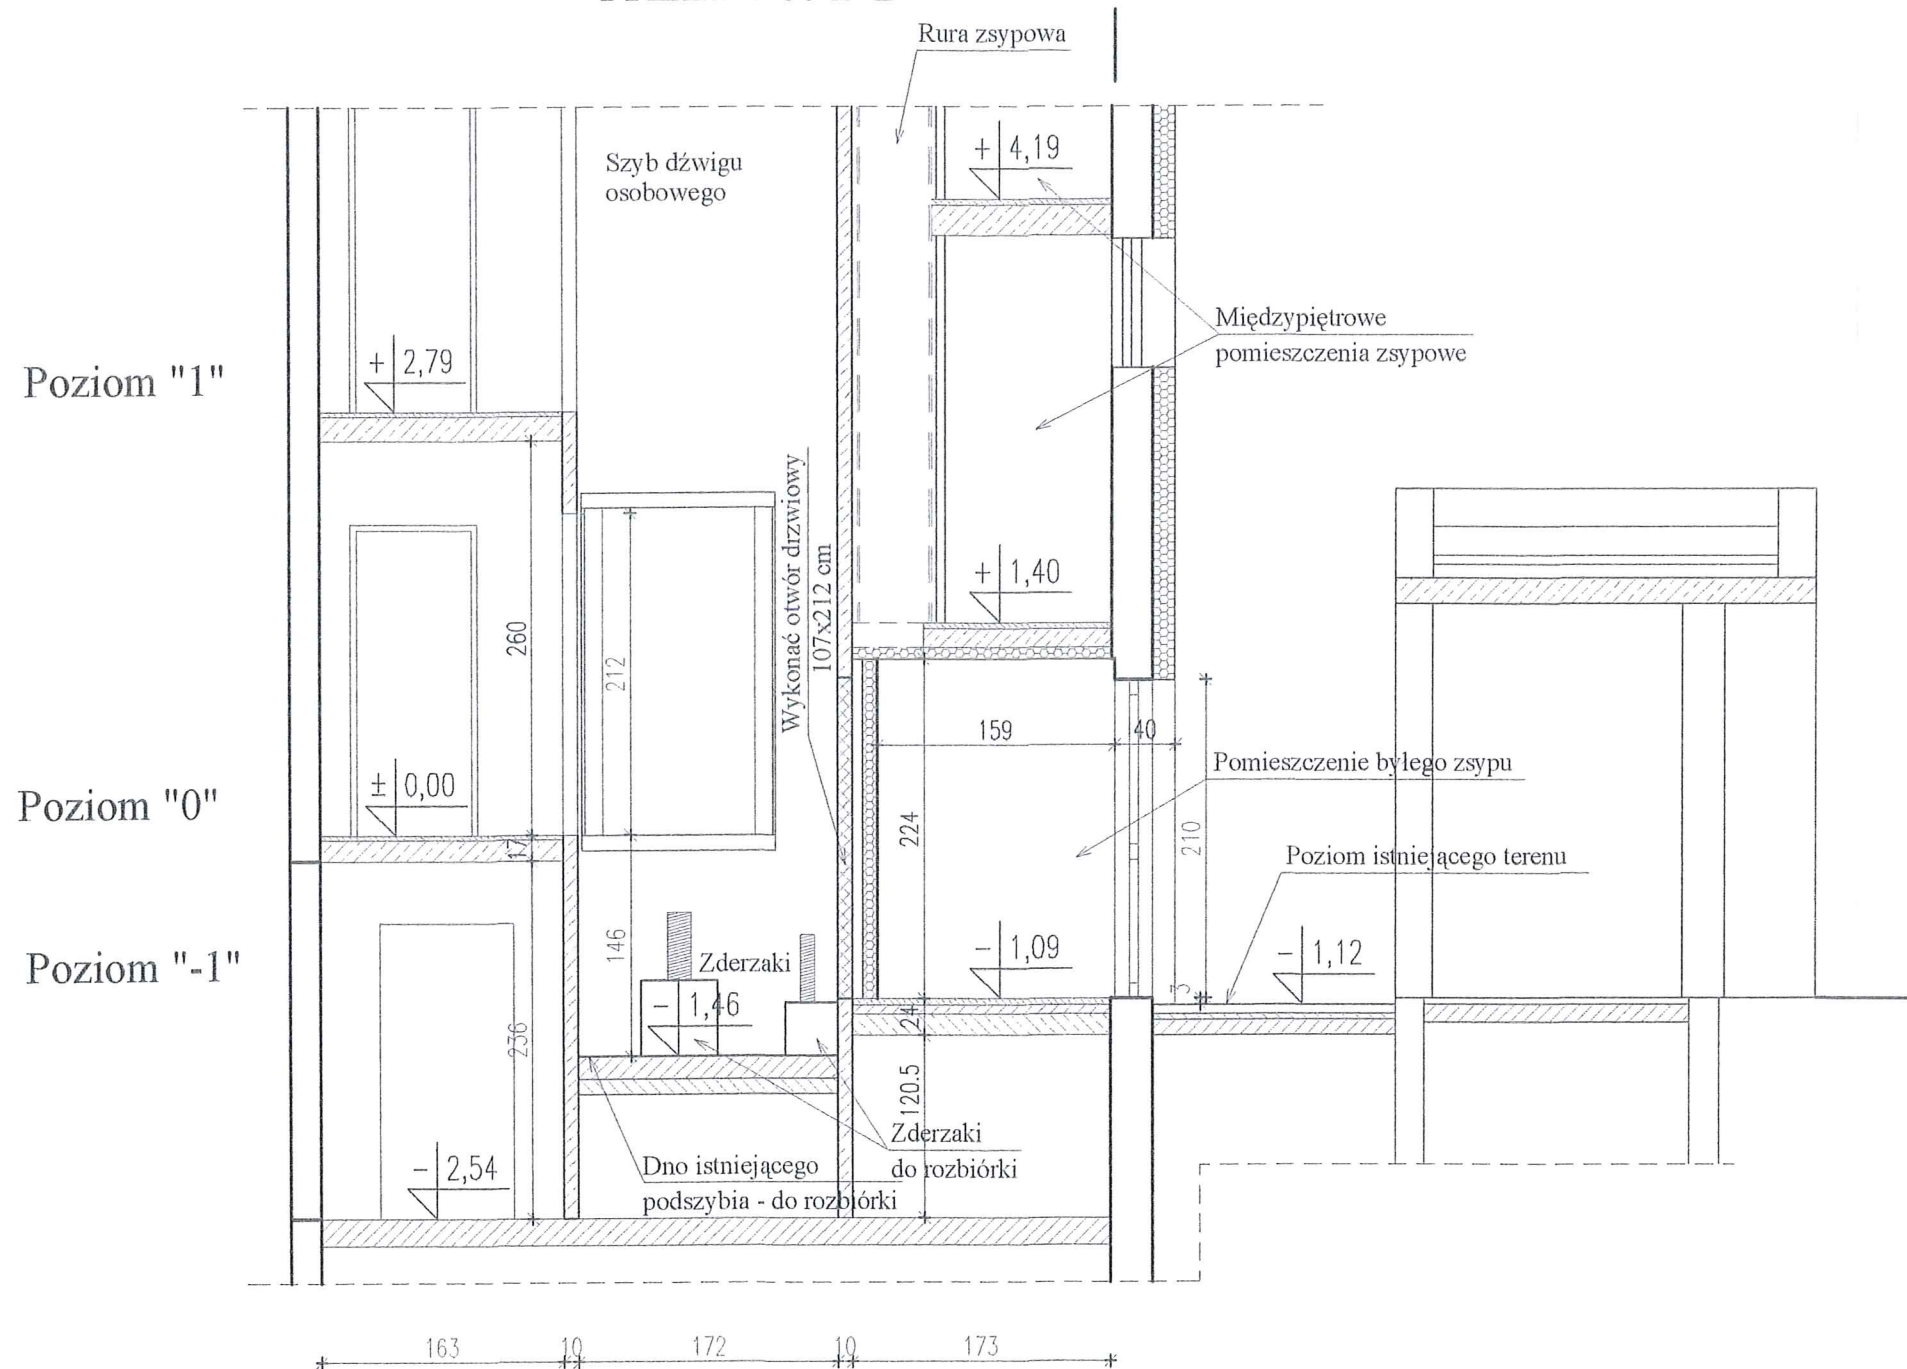 Rura zsypowa
Szyb dźwigu
osobowego
+ 4,19
Międzypiętrowe
pomieszczenia zsypowe
Poziom "1"
+ 2,79
Wykonać otwór drzwiowy
107x212 cm
+ 1,40
260
212
159
40
Pomieszczenie byłego zsypu
Poziom "0"
± 0,00
17
224
210
Poziom istniejącego terenu
Poziom "-1"
146
Zderzaki
- 1,09
- 1,12
- 1,46
3
24
236
120.5
Zderzaki
do rozbiórki
Dno istniejącego
podszybia - do rozbiórki
- 2,54
163
10
172
10
173